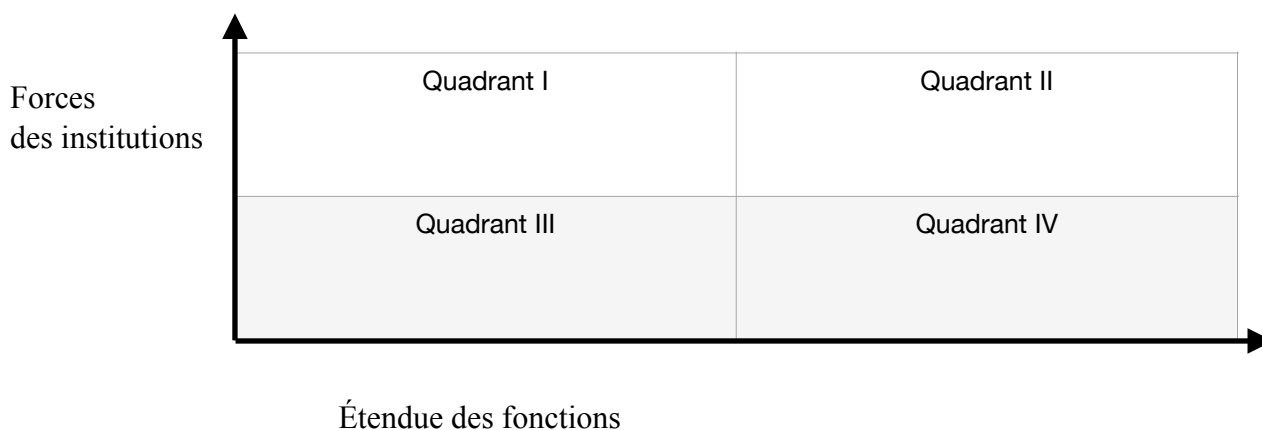 Quadrant I
Quadrant II
Forces
des institutions
Quadrant III
Quadrant IV
Étendue des fonctions